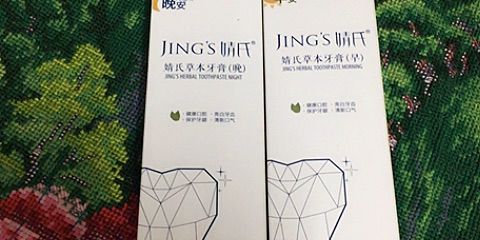 晚安
JING'S 婧氏®
婧氏草本牙膏(晚)
JING'S HERBAL TOOTHPASTE NIGHT
·健康口腔 ·亮白牙齿
·保护牙龈 ·清新口气
早安
JING'S 婧氏®
婧氏草本牙膏(早)
JING'S HERBAL TOOTHPASTE MORNING
·健康口腔 ·亮白牙齿
·保护牙龈 ·清新口气